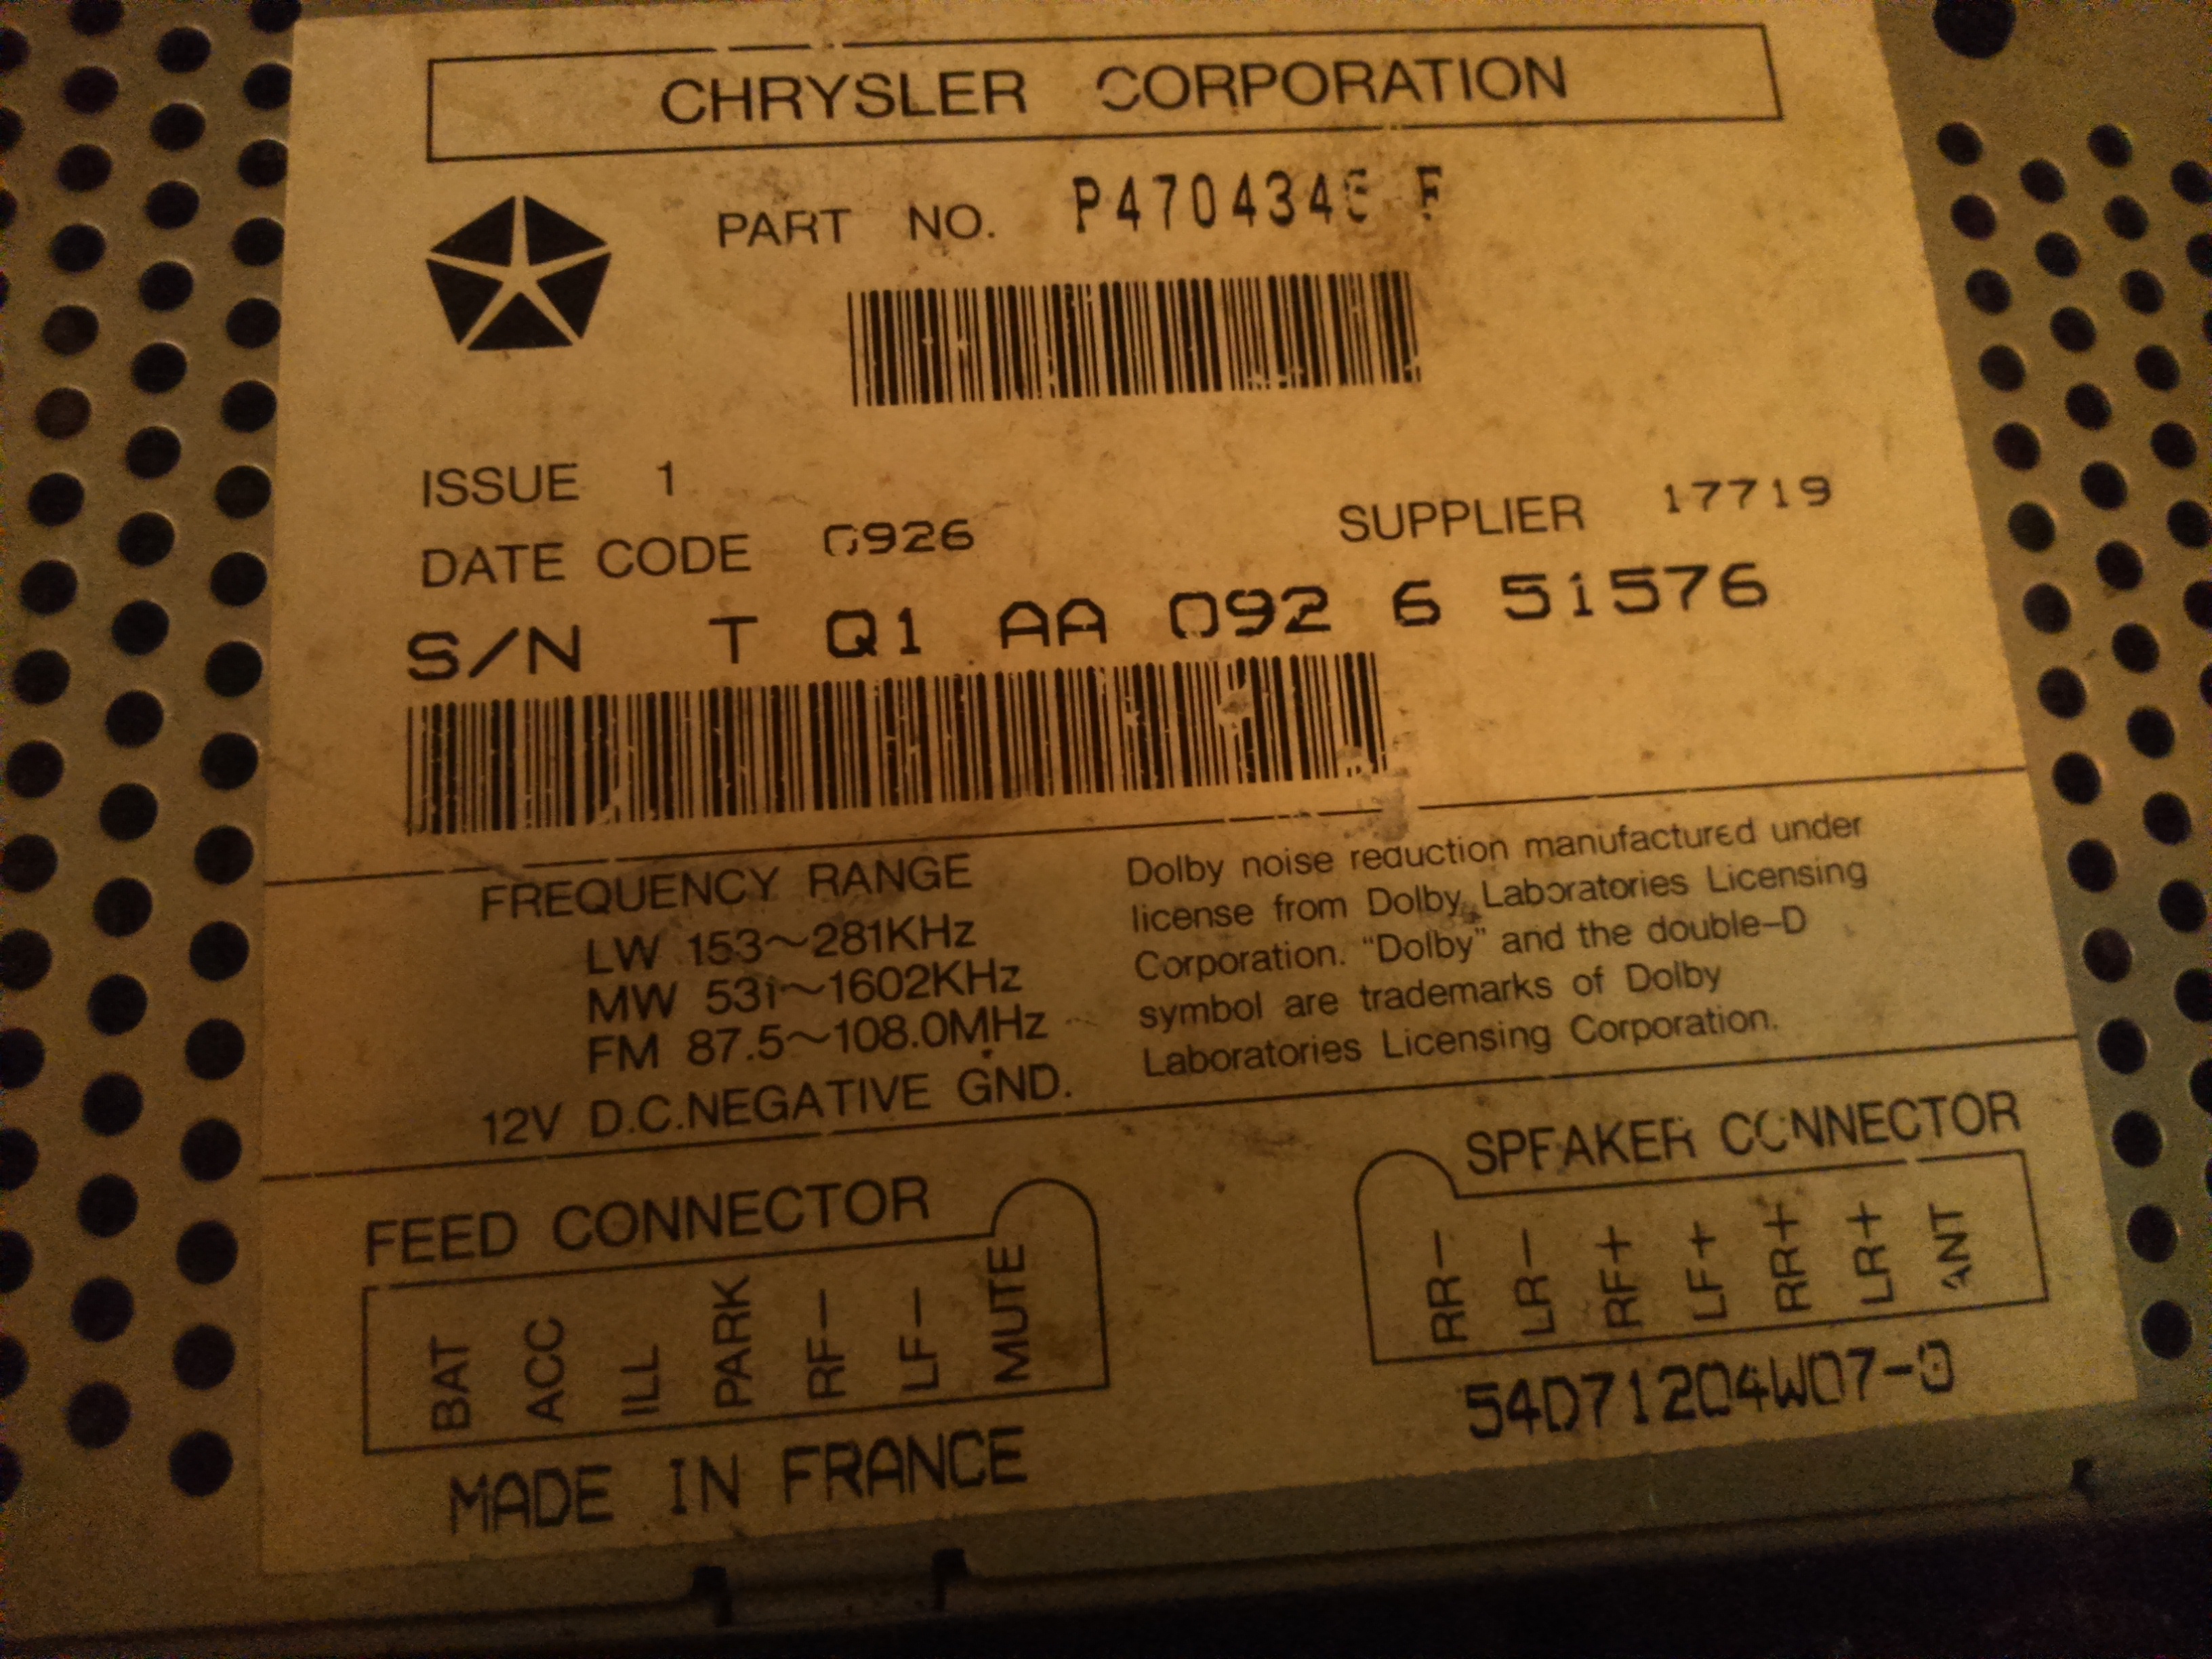 CHRYSLER CORPORATION
PART NO.
ISSUE 1
DATE CODE 0926
SUPPLIER 17719
S/N T Q1 AA 092 6 51576
FREQUENCY RANGE
LW 153~281KHz
MW 531~1602KHz
FM 87.5~108.0MHz
12V D.C.NEGATIVE GND.
Dolby noise reduction manufactured under
license from Dolby Laboratories Licensing
Corporation. "Dolby" and the double-D
symbol are trademarks of Dolby
Laboratories Licensing Corporation.
FEED CONNECTOR
BAT ACC ILL PARK RF- LF- MUTE
SPEAKER CONNECTOR
RR- LR- RF+ LF+ RR+ LR+ ANT
MADE IN FRANCE
54D71204W07-0